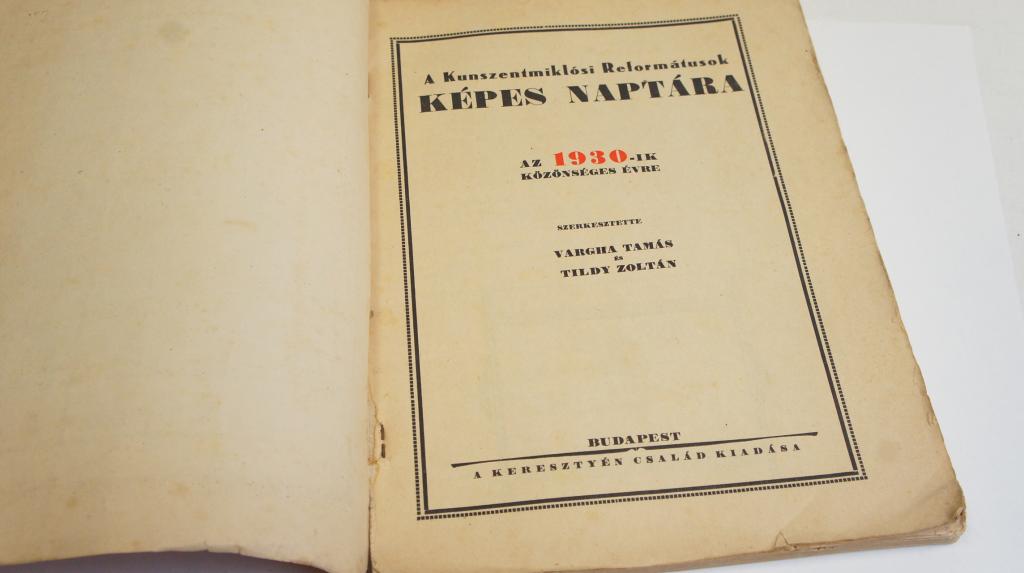 A Kunszentmiklósi Reformátusok
KÉPES NAPTÁRA
AZ 1930-IK
KÖZÖNSÉGES ÉVRE
SZERKESZTETTE
VARGHA TAMÁS
ÉS
TILDY ZOLTÁN
BUDAPEST
A KERESZTYÉN CSALÁD KIADÁSA